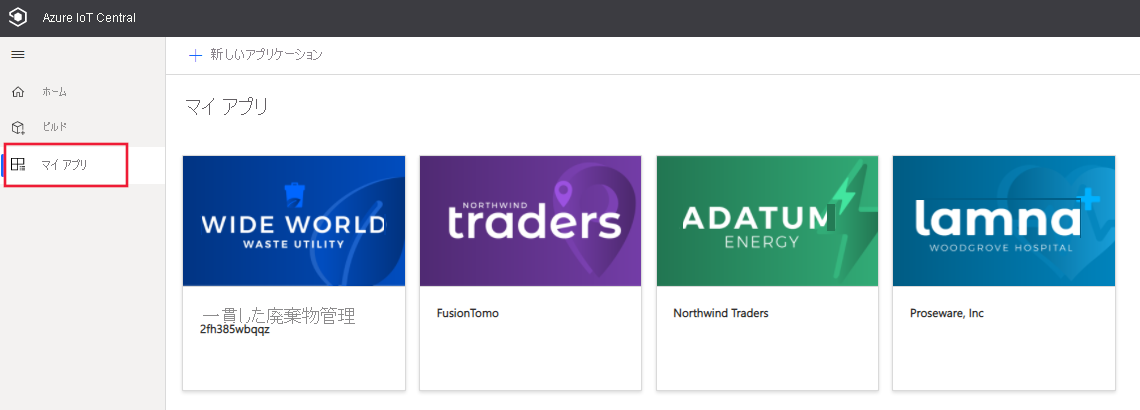 Azure IoT Central
新しいアプリケーション
ホーム
ビルド
マイ アプリ
マイ アプリ
WIDE WORLD
WASTE UTILITY
一貫した廃棄物管理
2fh385wbqqz
NORTHWIND
traders
FusionTomo
ADATUM
ENERGY
Northwind Traders
lamna
WOODGROVE HOSPITAL
Proseware, Inc